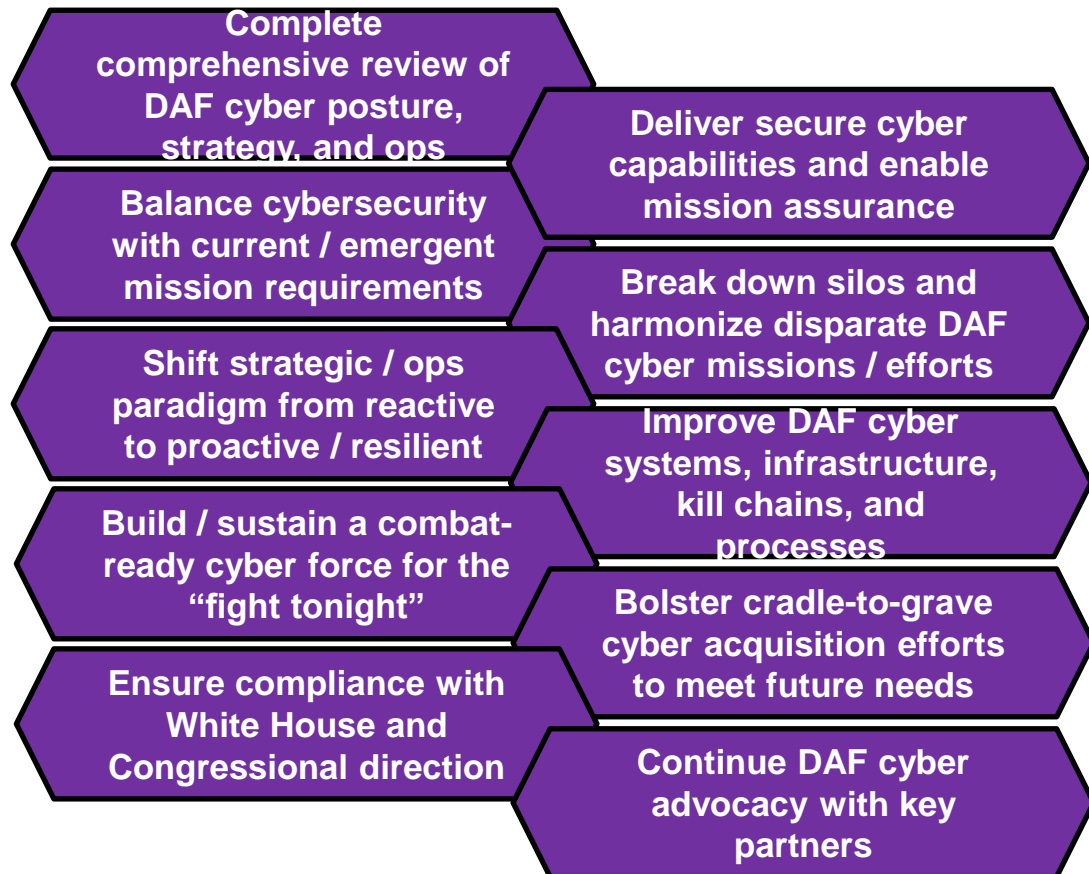 Complete
comprehensive review of
DAF cyber posture,
strategy, and ops
Deliver secure cyber
capabilities and enable
mission assurance
Balance cybersecurity
with current / emergent
mission requirements
Break down silos and
harmonize disparate DAF
cyber missions / efforts
Shift strategic / ops
paradigm from reactive
to proactive / resilient
Improve DAF cyber
systems, infrastructure,
kill chains, and
processes
Build / sustain a combat-
ready cyber force for the
“fight tonight”
Bolster cradle-to-grave
cyber acquisition efforts
to meet future needs
Ensure compliance with
White House and
Congressional direction
Continue DAF cyber
advocacy with key
partners